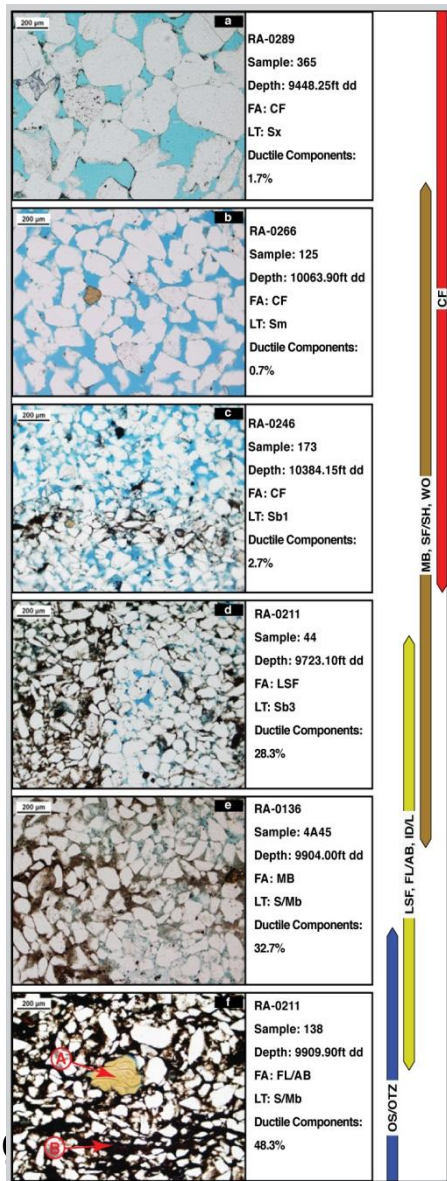 200 µm
a
RA-0289
Sample: 365
Depth: 9448.25ft dd
FA: CF
LT: Sx
Ductile Components:
1.7%
200 µm
b
RA-0266
Sample: 125
Depth: 10063.90ft dd
FA: CF
LT: Sm
Ductile Components:
0.7%
200 µm
c
RA-0246
Sample: 173
Depth: 10384.15ft dd
FA: CF
LT: Sb1
Ductile Components:
2.7%
200 µm
d
RA-0211
Sample: 44
Depth: 9723.10ft dd
FA: LSF
LT: Sb3
Ductile Components:
28.3%
200 µm
e
RA-0136
Sample: 4A45
Depth: 9904.00ft dd
FA: MB
LT: S/Mb
Ductile Components:
32.7%
200 µm
f
A
B
RA-0211
Sample: 138
Depth: 9909.90ft dd
FA: FL/AB
LT: S/Mb
Ductile Components:
48.3%
OS/OTZ
LSF, FL/AB, ID/L
MB, SF/SH, WO
CF